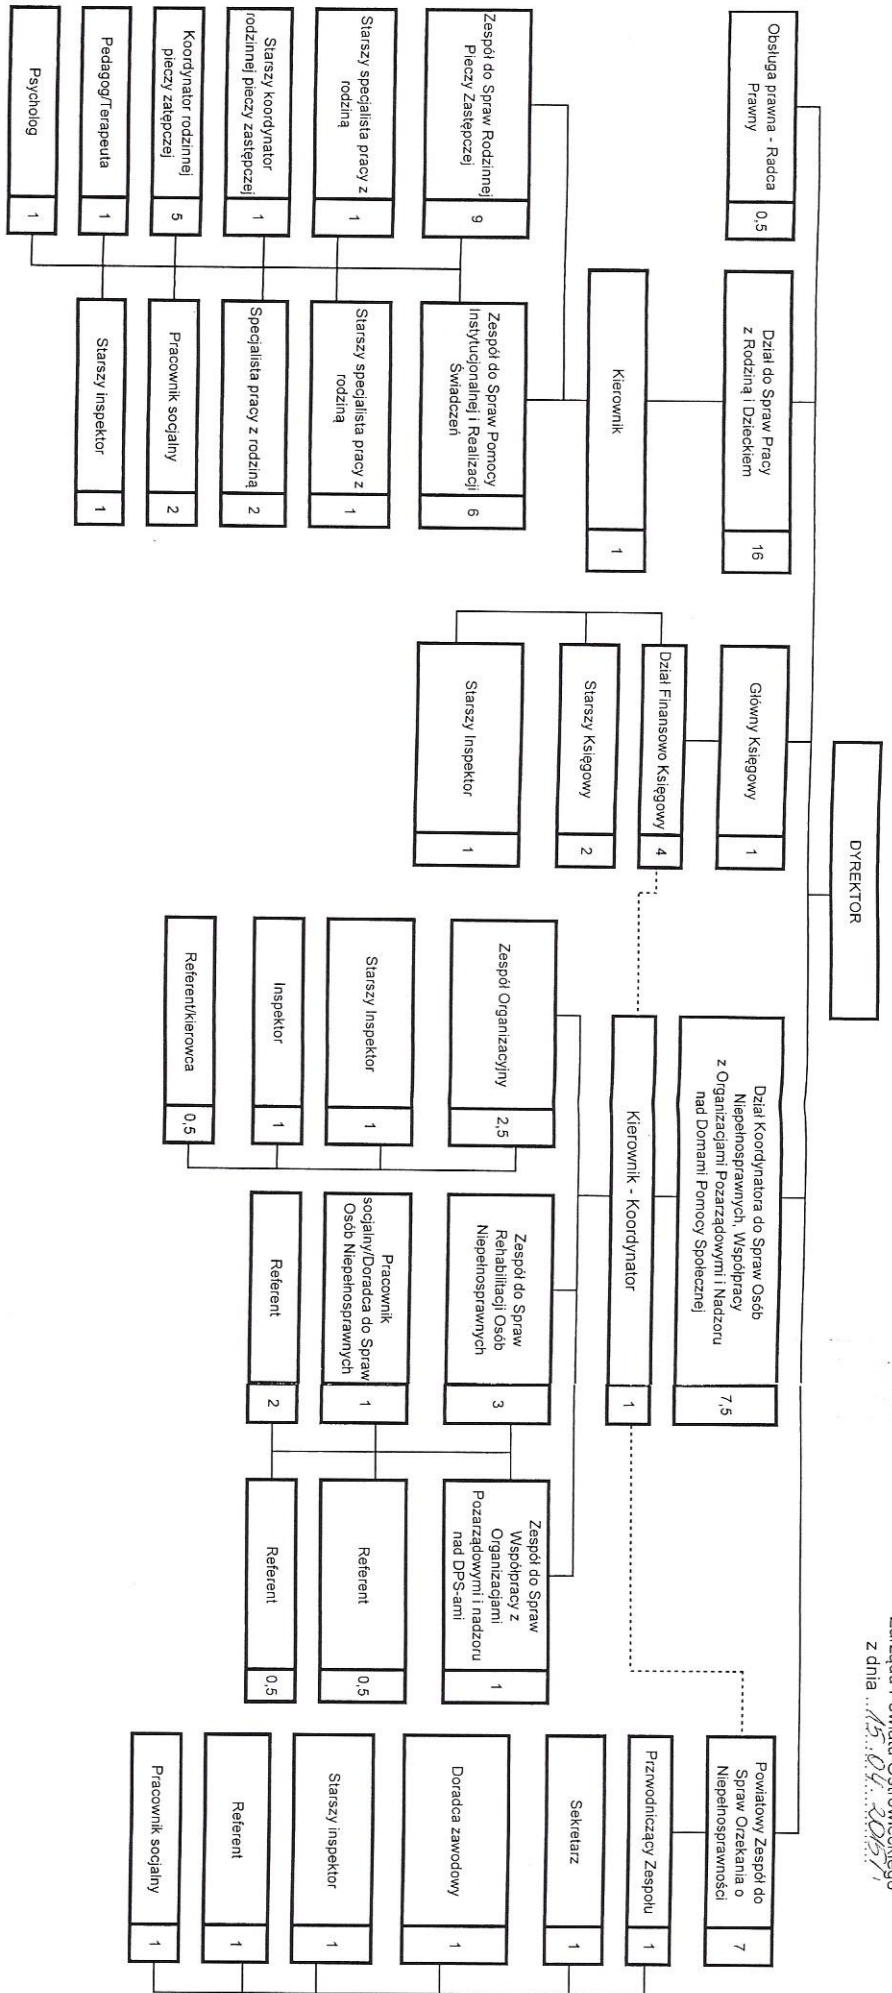 z dnia 15.04.2015r.
DYREKTOR
Obsługa prawna - Radca
Prawny
0,5
Dział do Spraw Pracy
z Rodziną i Dzieckiem
16
Główny Księgowy
1
Dział Koordynatora do Spraw Osób
Niepełnosprawnych, Współpracy
z Organizacjami Pozarządowymi i Nadzoru
nad Domami Pomocy Społecznej
7,5
Powiatowy Zespół do
Spraw Orzekania o
Niepełnosprawności
7
Kierownik
1
Dział Finansowo Księgowy
4
Kierownik - Koordynator
1
Prznwodniczący Zespołu
1
Zespół do Spraw Rodzinnej
Pieczy Zastępczej
9
Zespół do Spraw Pomocy
Instytucjonalnej i Realizacji
Świadczeń
6
Starszy Księgowy
2
Starszy Inspektor
1
Zespół Organizacyjny
2,5
Zespół do Spraw
Rehabilitacji Osób
Niepełnosprawnych
3
Zespół do Spraw
Współpracy z
Organizacjami
Pozarządowymi i nadzoru
nad DPS-ami
1
Sekretarz
1
Starszy specjalista pracy z
rodziną
1
Starszy specjalista pracy z
rodziną
1
Starszy Inspektor
1
Pracownik
socjalny/Doradca do Spraw
Osób Niepełnosprawnych
1
Referent
0,5
Doradca zawodowy
1
Starszy koordynator
rodzinnej pieczy zastępczej
1
Specjalista pracy z rodziną
2
Inspektor
1
Referent
2
Referent
0,5
Starszy inspektor
1
Koordynator rodzinnej
pieczy zatępczej
5
Pracownik socjalny
2
Referent/kierowca
0,5
Referent
1
Pedagog/Terapeuta
1
Starszy inspektor
1
Pracownik socjalny
1
Psycholog
1